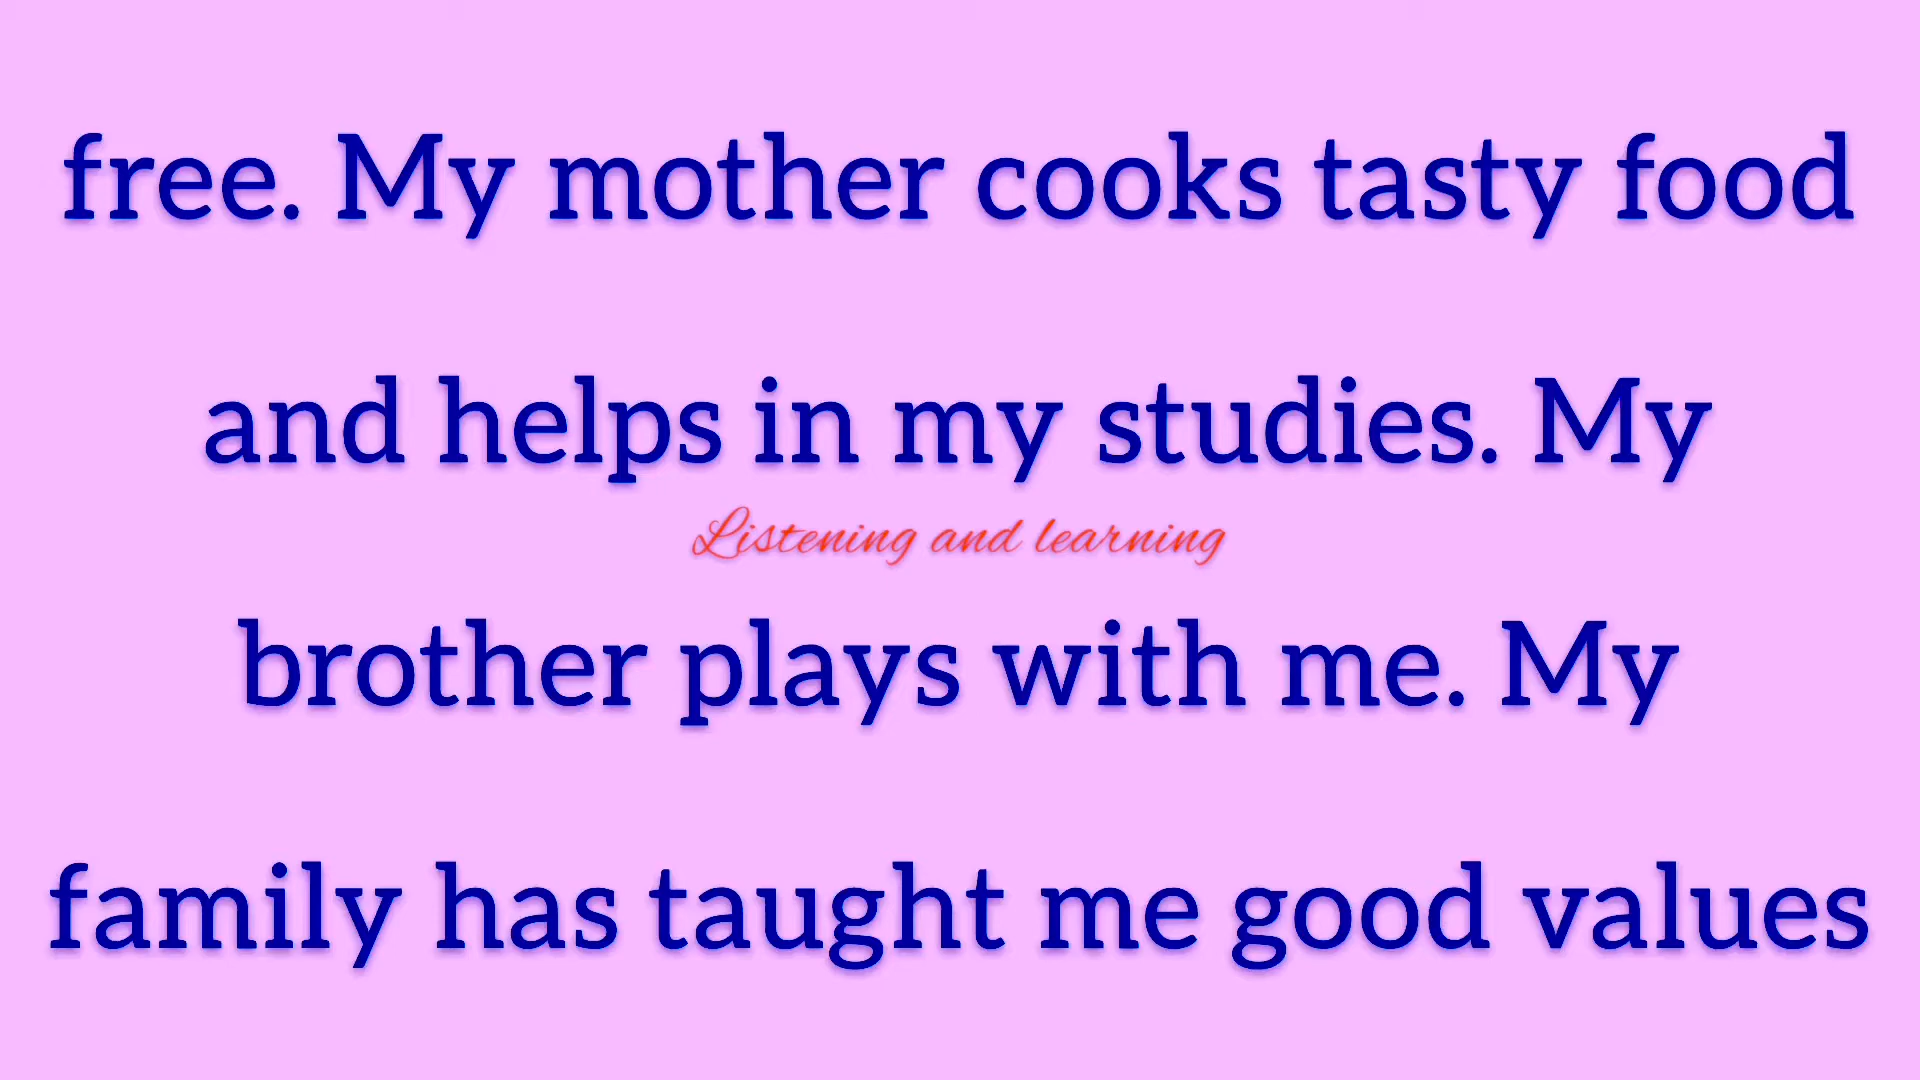 free. My mother cooks tasty food
and helps in my studies. My
Listening and learning
brother plays with me. My
family has taught me good values